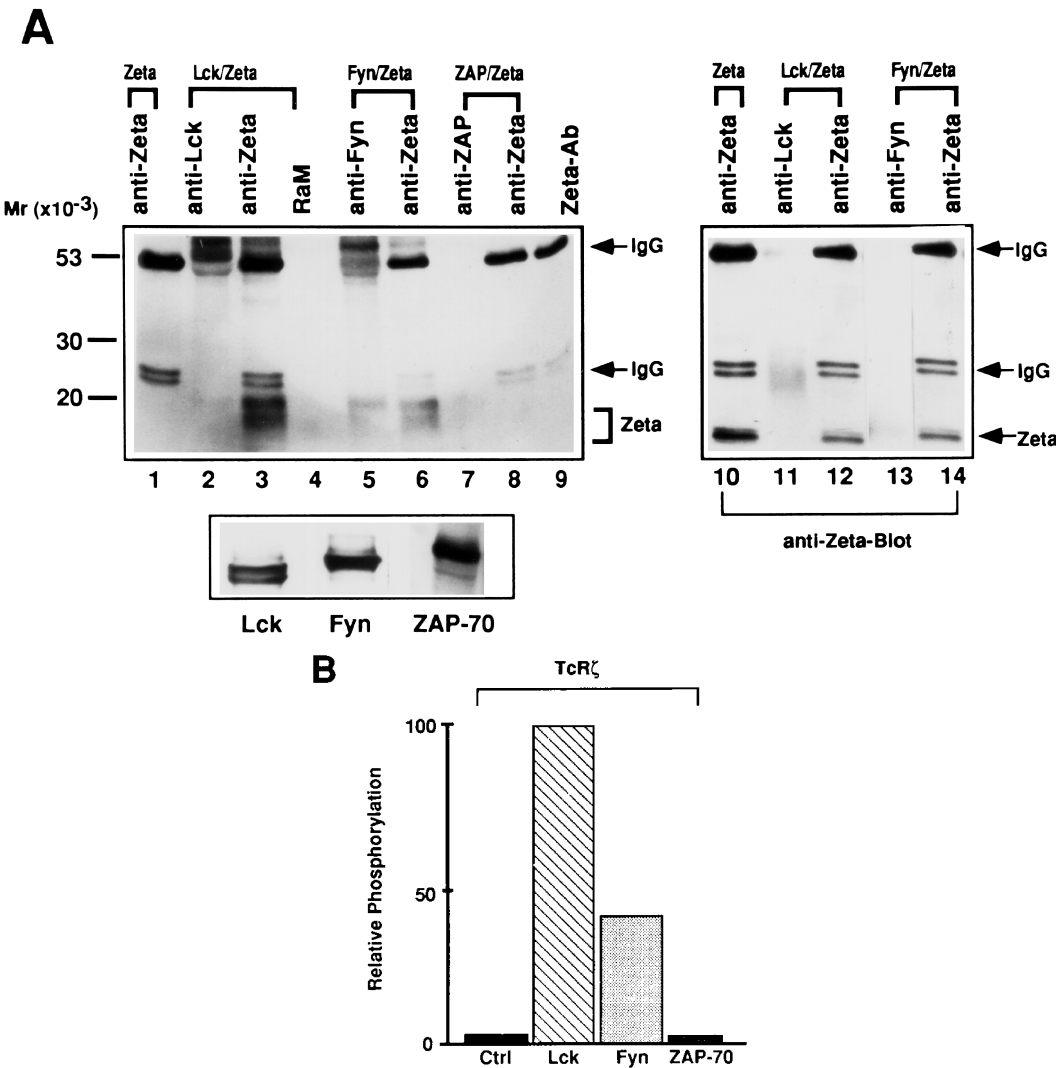 A
Zeta Lck/Zeta Fyn/Zeta ZAP/Zeta
anti-Zeta anti-Lck anti-Zeta RaM anti-Fyn anti-Zeta anti-ZAP anti-Zeta Zeta-Ab
Mr (x10-3)
53
30
20
IgG
IgG
Zeta
1 2 3 4 5 6 7 8 9
Zeta Lck/Zeta Fyn/Zeta
anti-Zeta anti-Lck anti-Zeta anti-Fyn anti-Zeta
IgG
IgG
Zeta
10 11 12 13 14
anti-Zeta-Blot
Lck Fyn ZAP-70
B
TcRζ
Relative Phosphorylation
100
50
0
Ctrl Lck Fyn ZAP-70